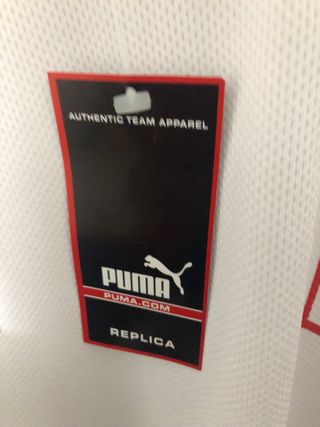 AUTHENTIC TEAM APPAREL
PUMA
PUMA.COM
REPLICA